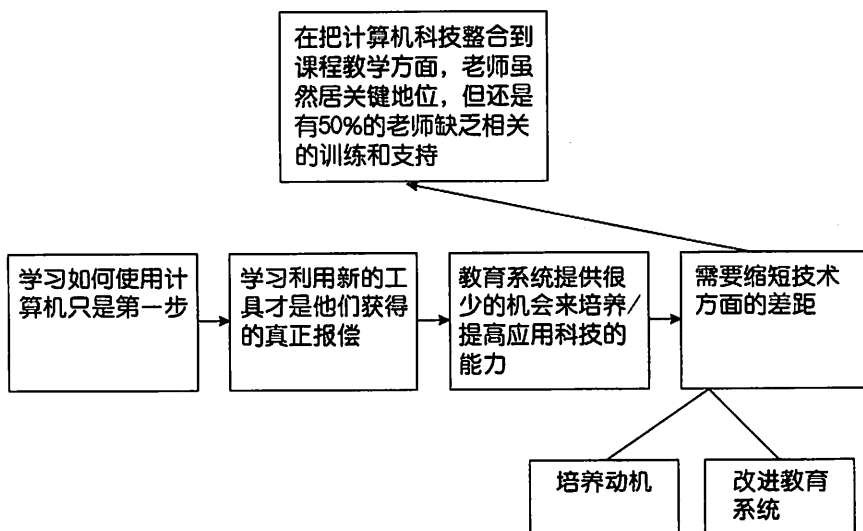 在把计算机科技整合到
课程教学方面，老师虽
然居关键地位，但还是
有50%的老师缺乏相关
的训练和支持
学习如何使用计
算机只是第一步
学习利用新的工
具才是他们获得
的真正报偿
教育系统提供很
少的机会来培养/
提高应用科技的
能力
需要缩短技术
方面的差距
培养动机
改进教育
系统